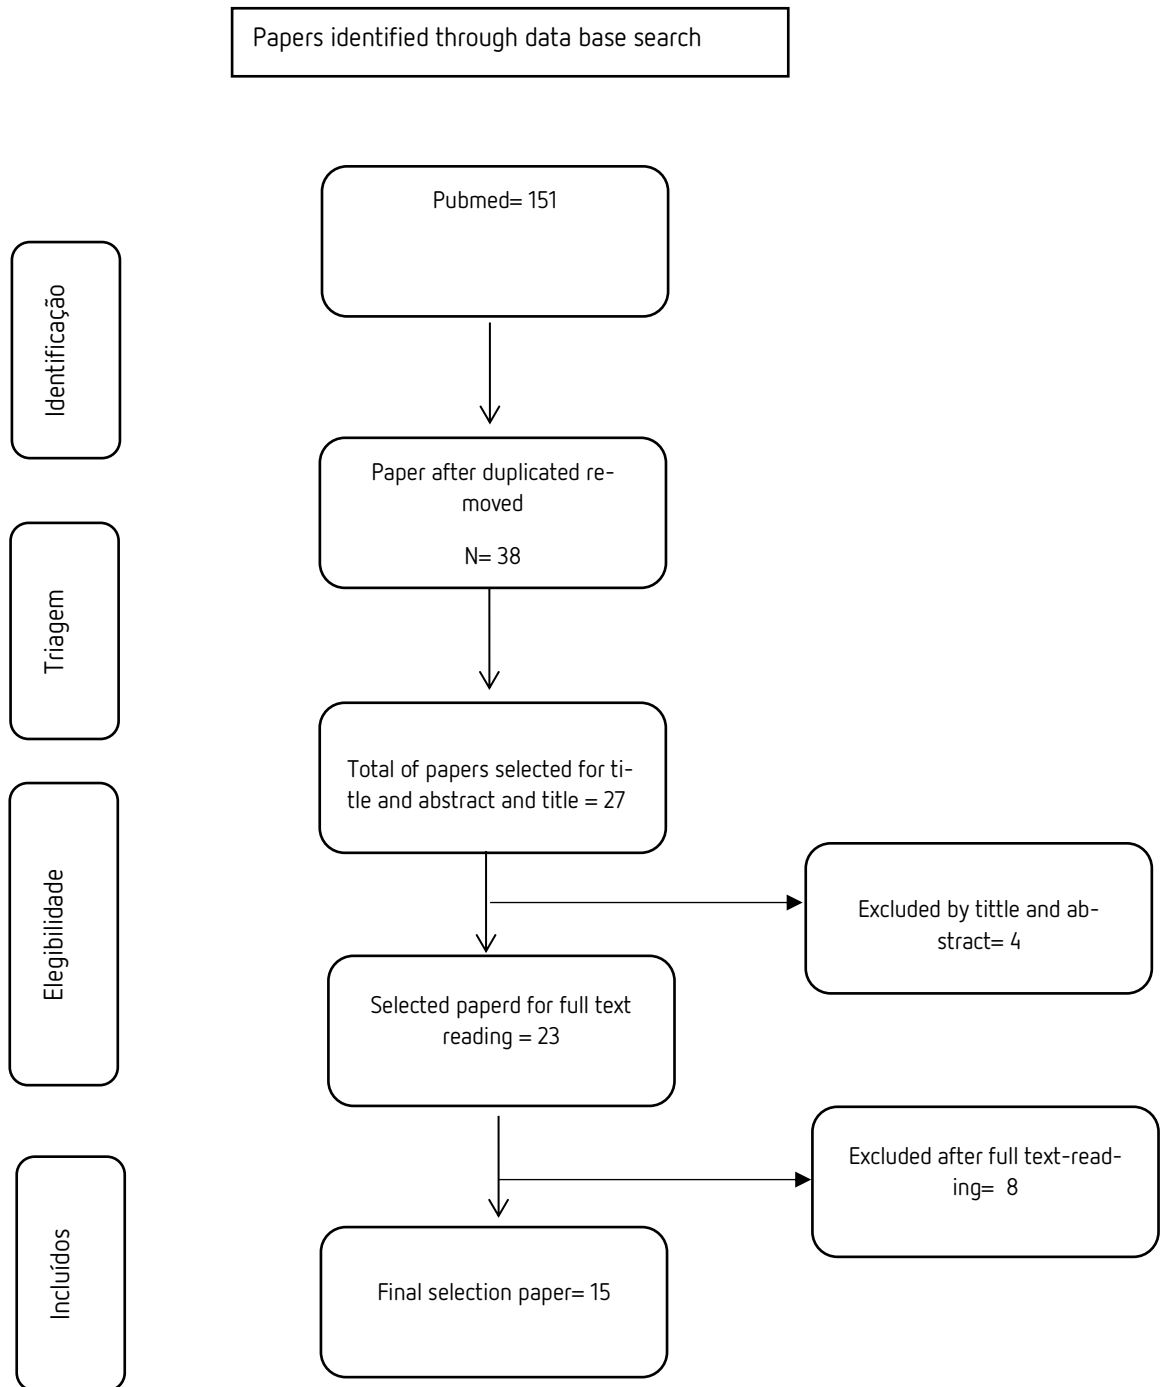 Papers identified through data base search
Pubmed= 151
Identificação
Paper after duplicated re-
moved
N= 38
Triagem
Total of papers selected for ti-
tle and abstract and title = 27
Elegibilidade
Excluded by tittle and ab-
stract= 4
Selected paperd for full text
reading = 23
Excluded after full text-read-
ing=  8
Incluídos
Final selection paper= 15